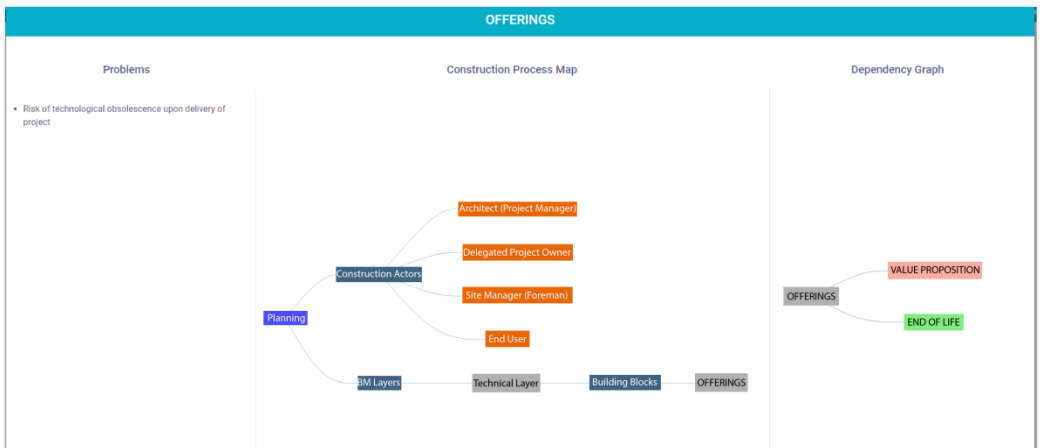 OFFERINGS
Problems
Construction Process Map
Dependency Graph
• Risk of technological obsolescence upon delivery of
project
Architect (Project Manager)
Delegated Project Owner
Construction Actors
Site Manager (Foreman)
Planning
End User
BM Layers
Technical Layer
Building Blocks
OFFERINGS
VALUE PROPOSITION
OFFERINGS
END OF LIFE